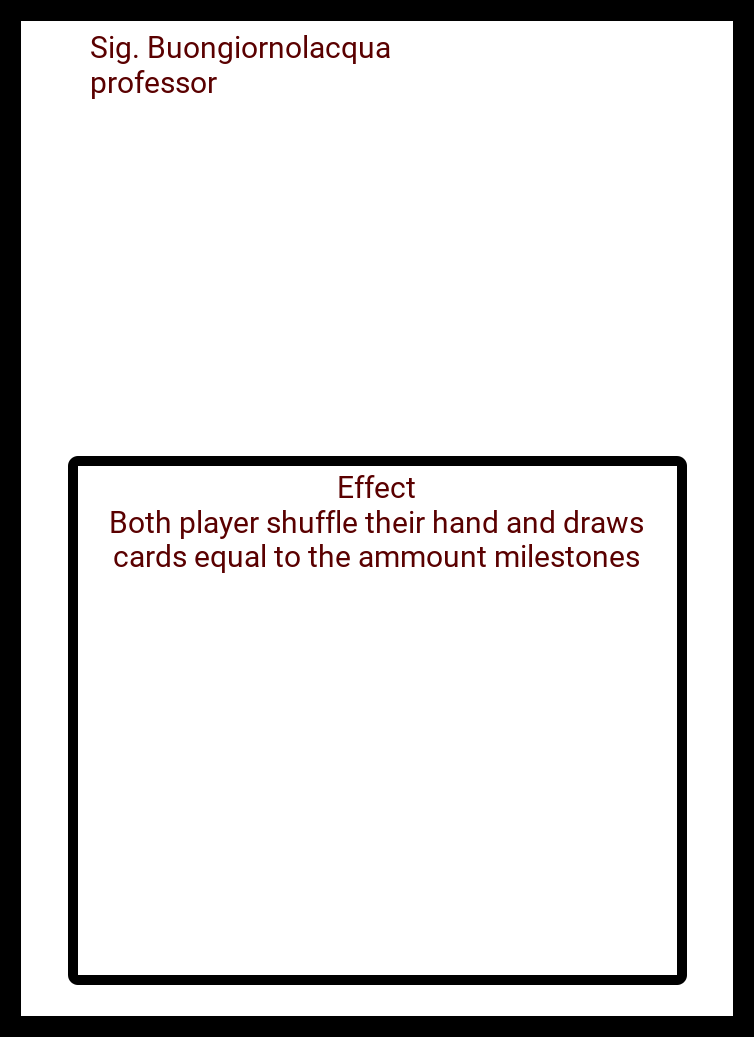 Sig. Buongiornolacqua
professor
Effect
Both player shuffle their hand and draws
cards equal to the ammount milestones